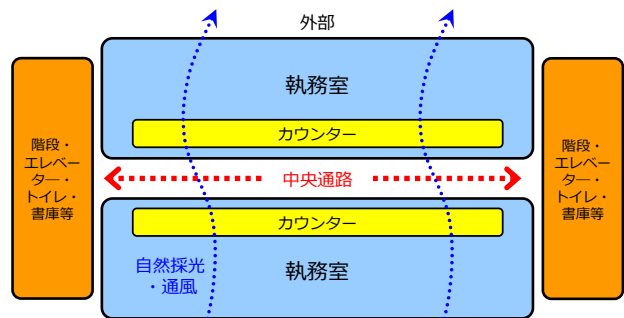 外部
執務室
カウンター
階段・
エレベー
ター・
トイレ・
書庫等
中央通路
階段・
エレベー
ター・
トイレ・
書庫等
カウンター
自然採光
・通風
執務室